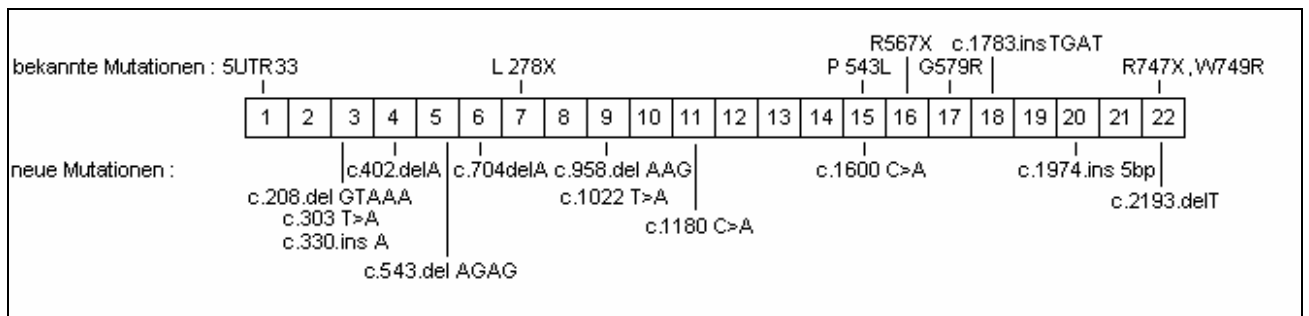 R567X c.1783.insTGAT
bekannte Mutationen : 5UTR33 L 278X P 543L G579R R747X, W749R
1 2 3 4 5 6 7 8 9 10 11 12 13 14 15 16 17 18 19 20 21 22
neue Mutationen : c.402.delA c.704delA c.958.del AAG c.1600 C>A c.1974.ins 5bp
c.208.del GTAAA c.1022 T>A c.2193.delT
c.303 T>A c.1180 C>A
c.330.ins A
c.543.del AGAG